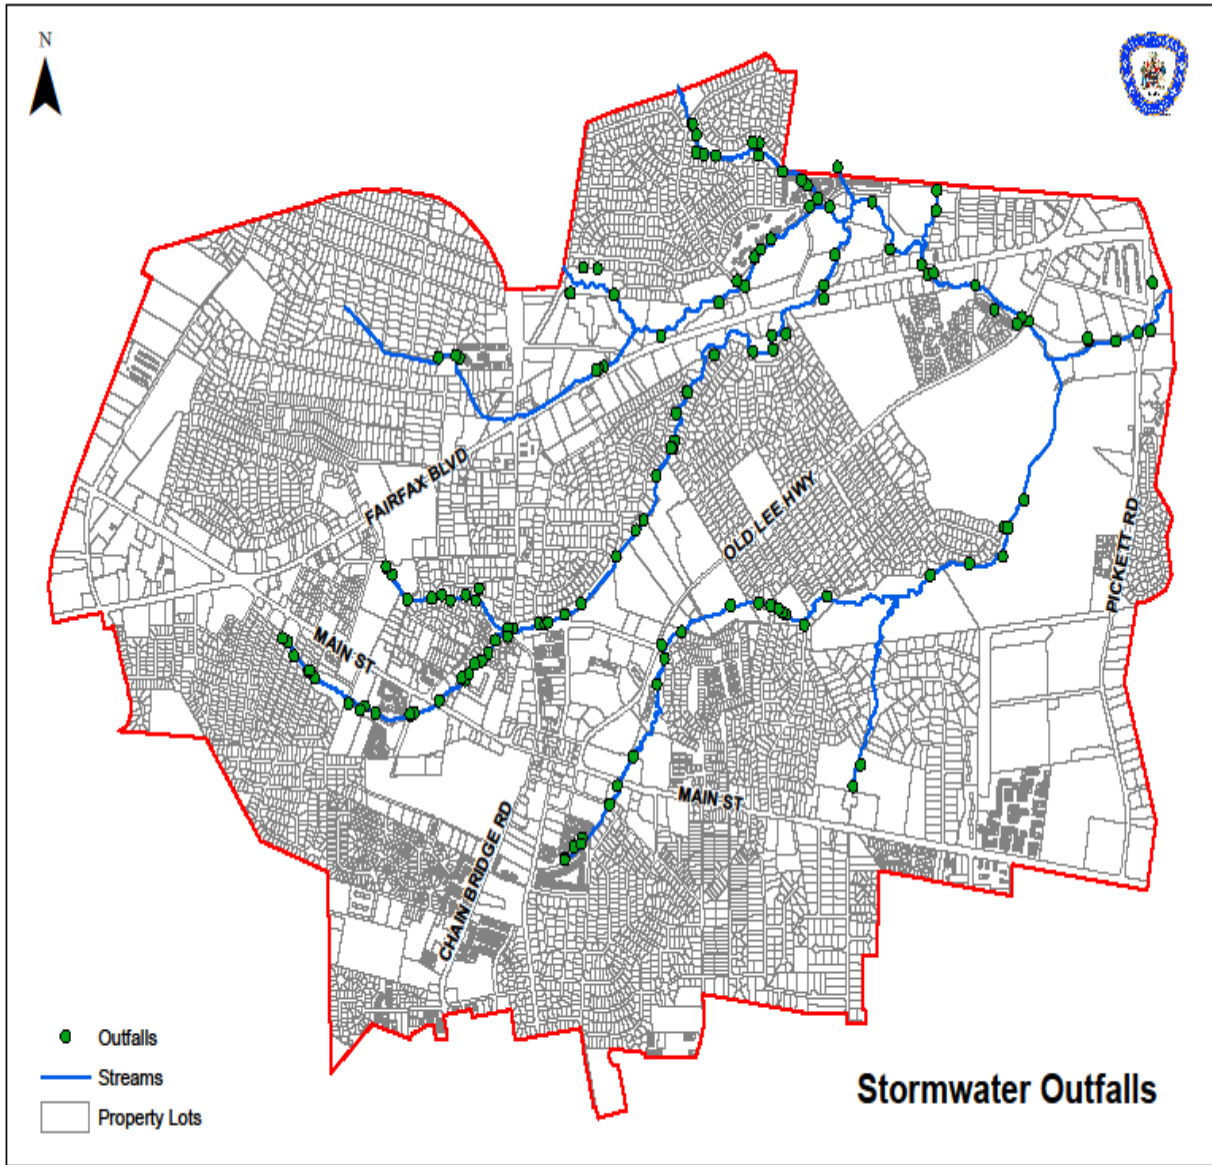 N
FAIRFAX BLVD
OLD LEE HWY
PICKETT RD
MAIN ST
MAIN ST
CHAIN BRIDGE RD
Outfalls
Streams
Property Lots
Stormwater Outfalls